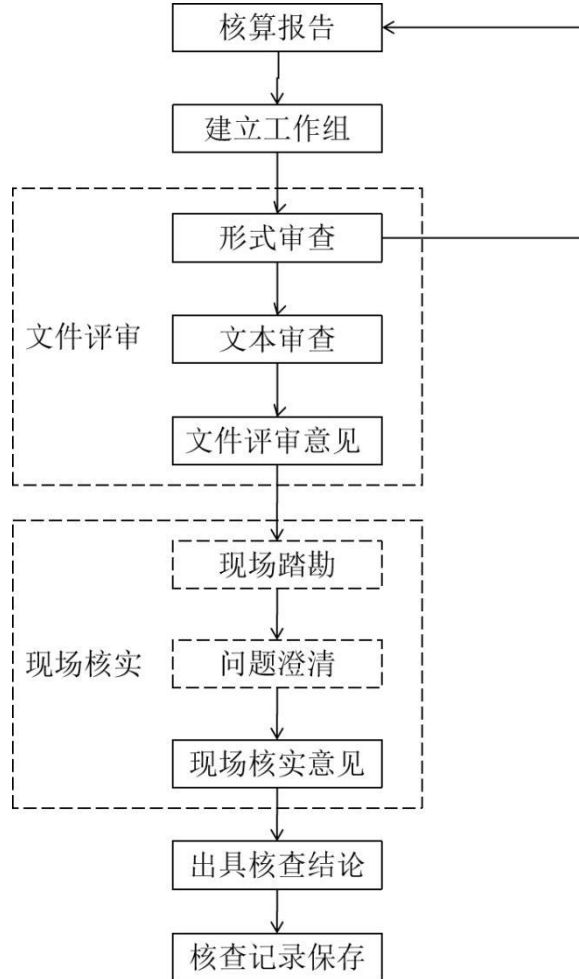 核算报告
建立工作组
形式审查
文件评审
文本审查
文件评审意见
现场踏勘
现场核实
问题澄清
现场核实意见
出具核查结论
核查记录保存